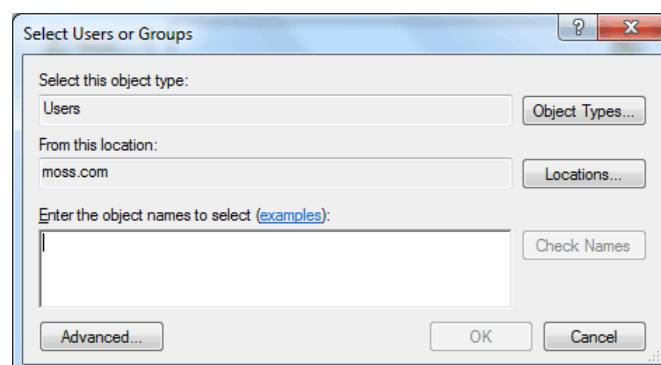 Select Users or Groups
Select this object type:
Users
Object Types...
From this location:
moss.com
Locations...
Enter the object names to select (examples):
Check Names
Advanced...
OK
Cancel